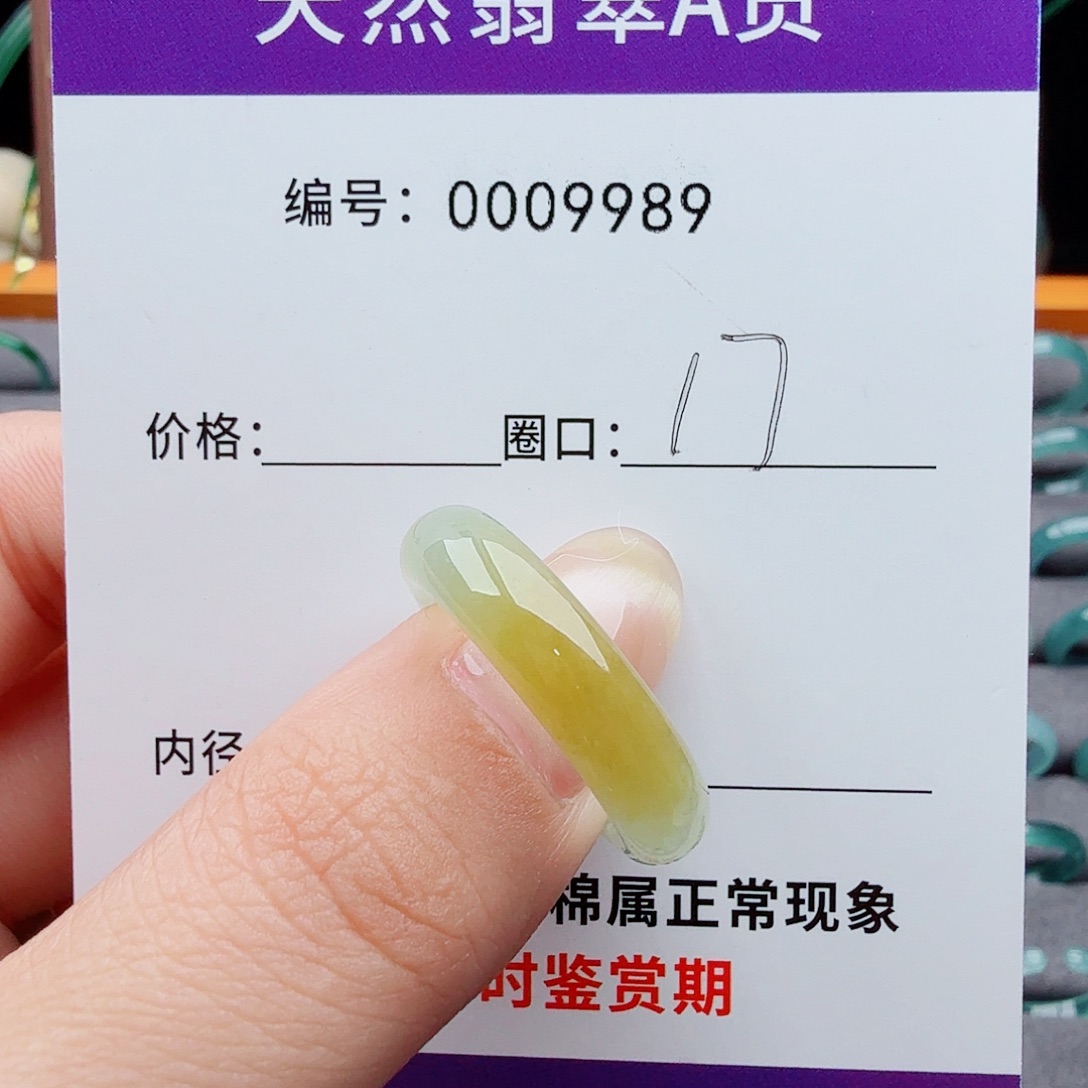 天然翡翠A货
编号：0009989
价格：
圈口：17
内径
棉属正常现象
时鉴赏期